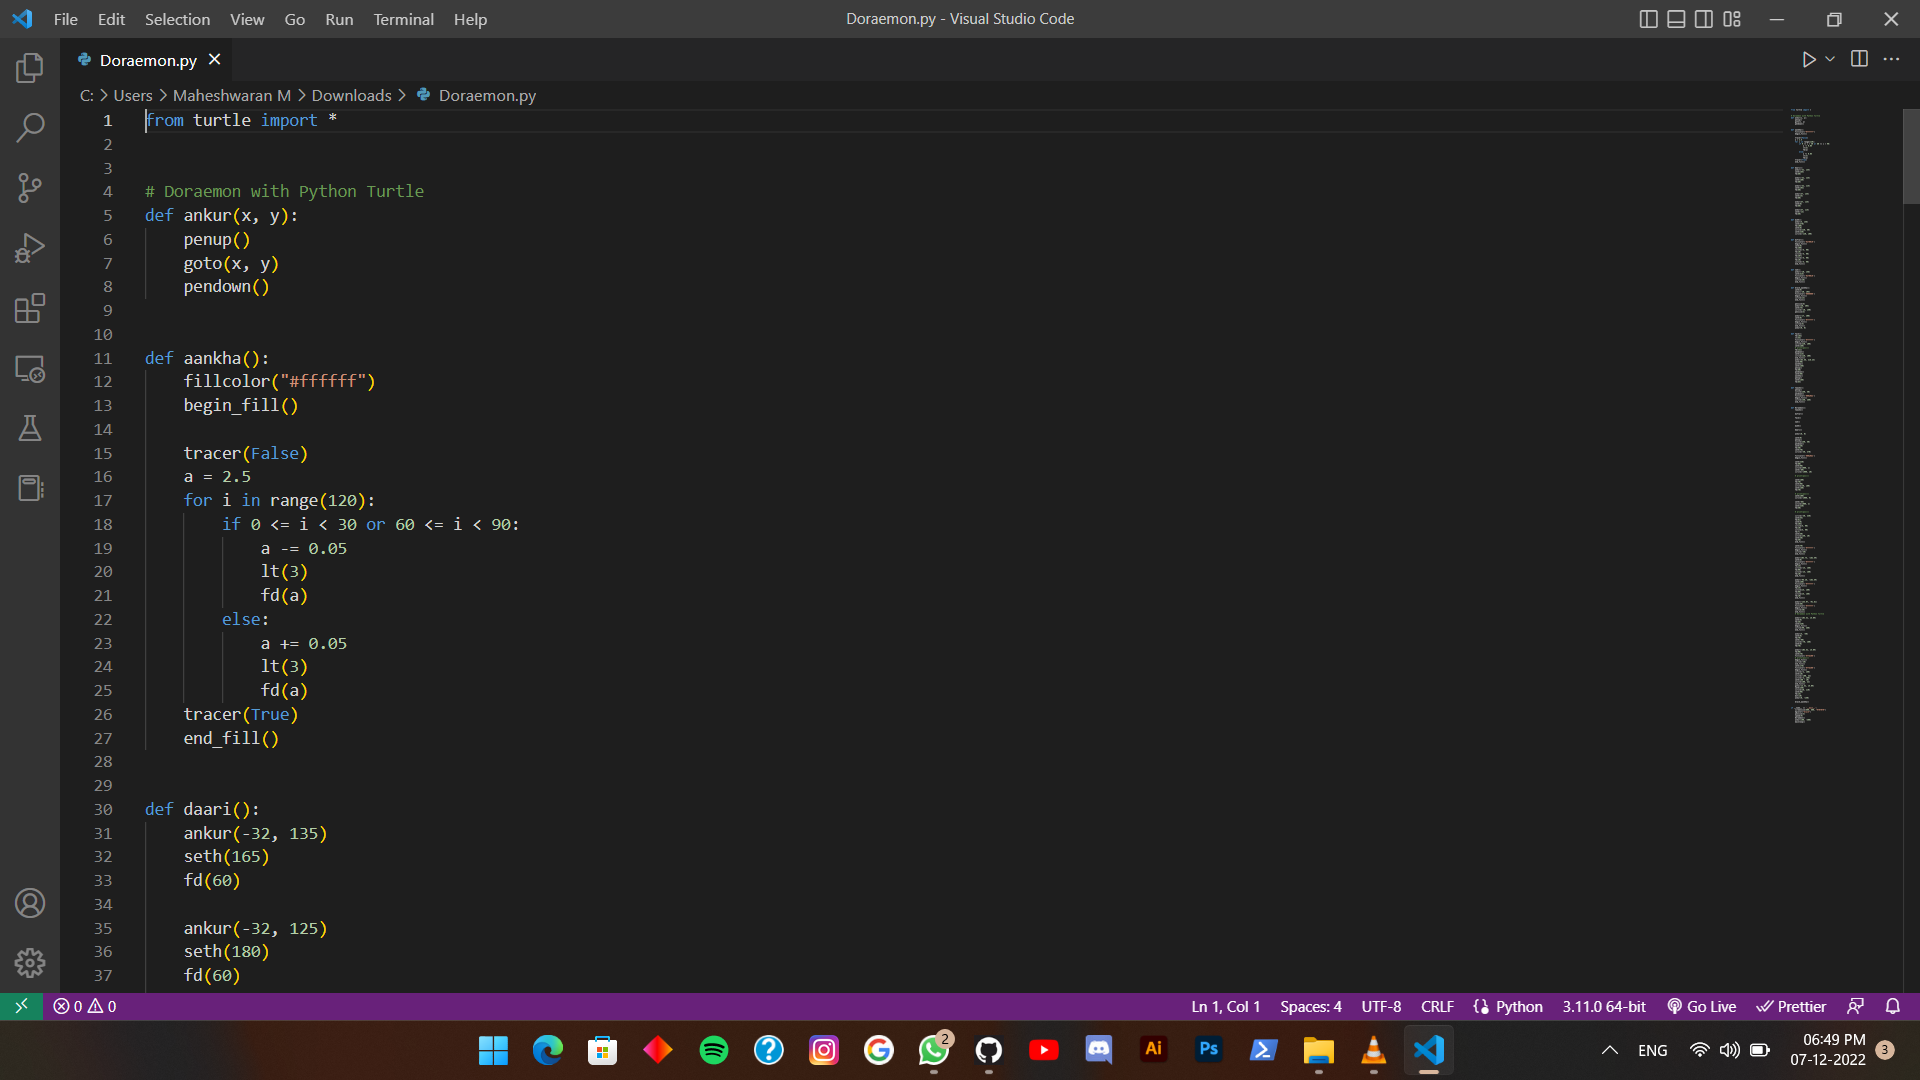 File Edit Selection View Go Run Terminal Help
Doraemon.py - Visual Studio Code
Doraemon.py
C: > Users > Maheshwaran M > Downloads > Doraemon.py
1 from turtle import *
2
3
4 # Doraemon with Python Turtle
5 def ankur(x, y):
6     penup()
7     goto(x, y)
8     pendown()
9
10
11 def aankha():
12     fillcolor("#ffffff")
13     begin_fill()
14
15     tracer(False)
16     a = 2.5
17     for i in range(120):
18         if 0 <= i < 30 or 60 <= i < 90:
19             a -= 0.05
20             lt(3)
21             fd(a)
22         else:
23             a += 0.05
24             lt(3)
25             fd(a)
26     tracer(True)
27     end_fill()
28
29
30 def daari():
31     ankur(-32, 135)
32     seth(165)
33     fd(60)
34
35     ankur(-32, 125)
36     seth(180)
37     fd(60)
0 0
Ln 1, Col 1 Spaces: 4 UTF-8 CRLF Python 3.11.0 64-bit Go Live Prettier
2
Ai
Ps
ENG
06:49 PM
07-12-2022
3